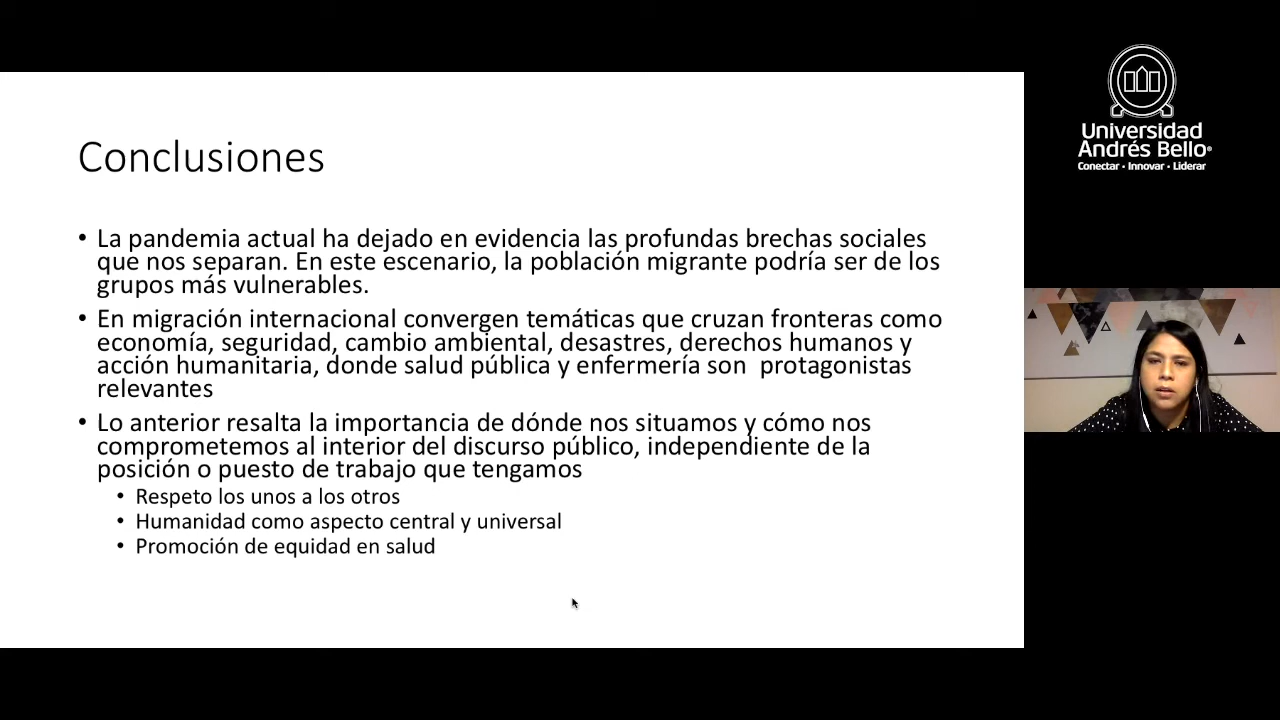 Conclusiones
• La pandemia actual ha dejado en evidencia las profundas brechas sociales
que nos separan. En este escenario, la población migrante podría ser de los
grupos más vulnerables.
• En migración internacional convergen temáticas que cruzan fronteras como
economía, seguridad, cambio ambiental, desastres, derechos humanos y
acción humanitaria, donde salud pública y enfermería son  protagonistas
relevantes
• Lo anterior resalta la importancia de dónde nos situamos y cómo nos
comprometemos al interior del discurso público, independiente de la
posición o puesto de trabajo que tengamos
• Respeto los unos a los otros
• Humanidad como aspecto central y universal
• Promoción de equidad en salud
Universidad
Andrés Bello®
Conectar • Innovar • Liderar